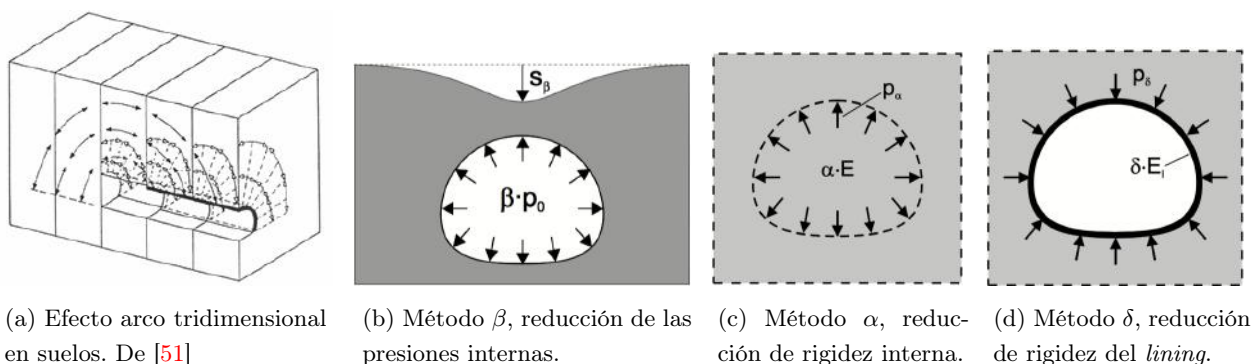 S_β
β·p_0
p_α
α·E
p_δ
δ·E_l
(a) Efecto arco tridimensional
en suelos. De [51]
(b) Método β, reducción de las
presiones internas.
(c) Método α, reduc-
ción de rigidez interna.
(d) Método δ, reducción
de rigidez del lining.